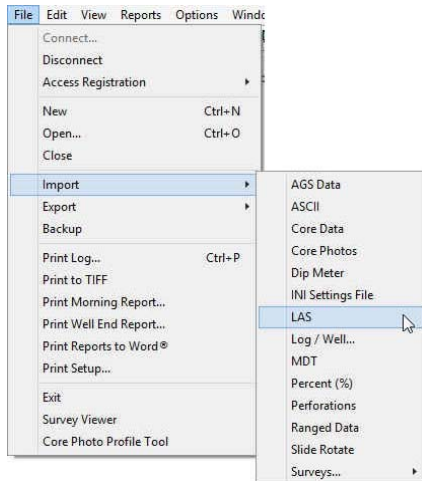 File Edit View Reports Options
Connect...
Disconnect
Access Registration
New Ctrl+N
Open... Ctrl+O
Close
Import
Export
Backup
Print Log... Ctrl+P
Print to TIFF
Print Morning Report...
Print Well End Report...
Print Reports to Word®
Print Setup...
Exit
Survey Viewer
Core Photo Profile Tool
AGS Data
ASCII
Core Data
Core Photos
Dip Meter
INI Settings File
LAS
Log / Well...
MDT
Percent (%)
Perforations
Ranged Data
Slide Rotate
Surveys...